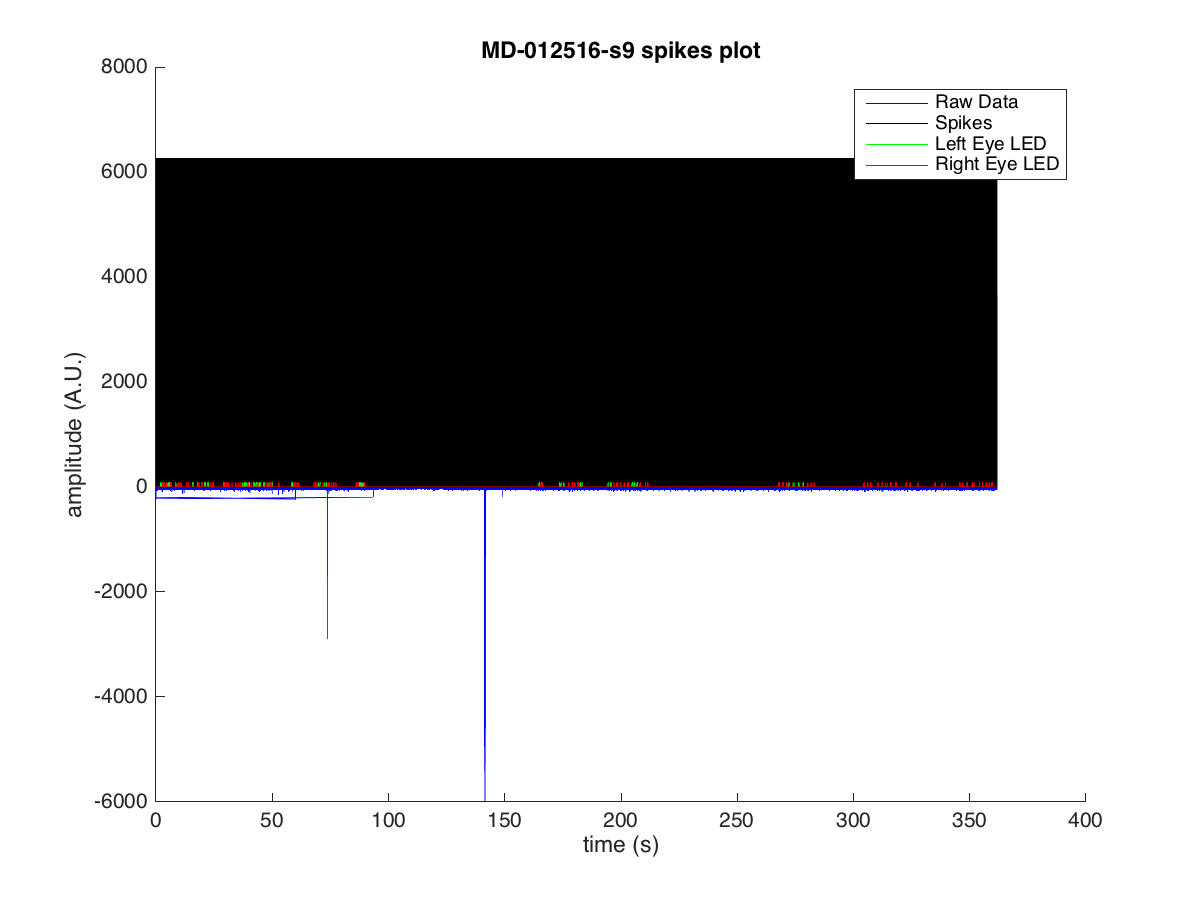 MD-012516-s9 spikes plot
8000
6000
4000
2000
0
-2000
-4000
-6000
amplitude (A.U.)
Raw Data
Spikes
Left Eye LED
Right Eye LED
0 50 100 150 200 250 300 350 400
time (s)